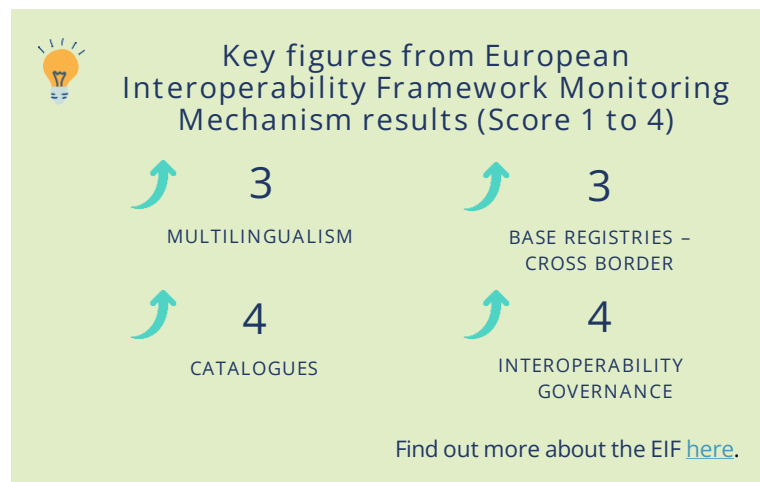 Key figures from European
Interoperability Framework Monitoring
Mechanism results (Score 1 to 4)
3
MULTILINGUALISM
3
BASE REGISTRIES –
CROSS BORDER
4
CATALOGUES
4
INTEROPERABILITY
GOVERNANCE
Find out more about the EIF here.